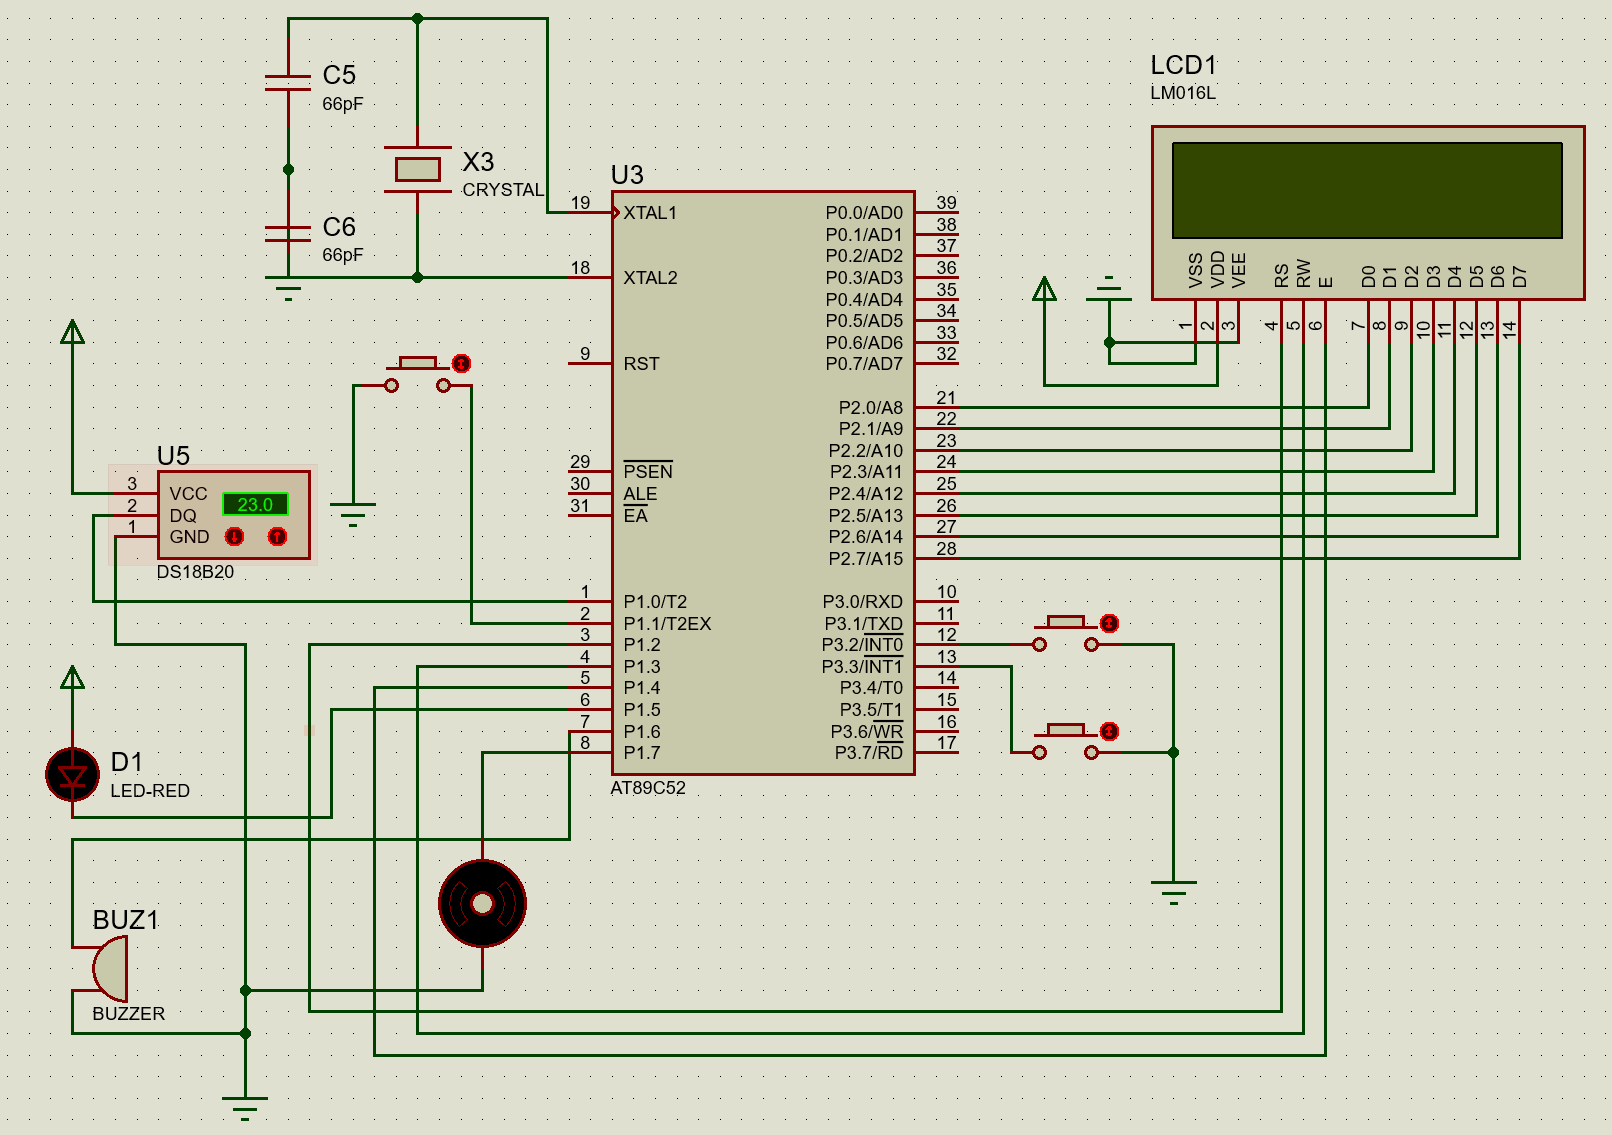 C5
66pF
C6
66pF
X3
CRYSTAL
U3
19 XTAL1
18 XTAL2
9 RST
29 PSEN
30 ALE
31 EA
1 P1.0/T2
2 P1.1/T2EX
3 P1.2
4 P1.3
5 P1.4
6 P1.5
7 P1.6
8 P1.7
P0.0/AD0 39
P0.1/AD1 38
P0.2/AD2 37
P0.3/AD3 36
P0.4/AD4 35
P0.5/AD5 34
P0.6/AD6 33
P0.7/AD7 32
P2.0/A8 21
P2.1/A9 22
P2.2/A10 23
P2.3/A11 24
P2.4/A12 25
P2.5/A13 26
P2.6/A14 27
P2.7/A15 28
P3.0/RXD 10
P3.1/TXD 11
P3.2/INT0 12
P3.3/INT1 13
P3.4/T0 14
P3.5/T1 15
P3.6/WR 16
P3.7/RD 17
AT89C52
LCD1
LM016L
VSS 1
VDD 2
VEE 3
RS 4
RW 5
E 6
D0 7
D1 8
D2 9
D3 10
D4 11
D5 12
D6 13
D7 14
U5
3 VCC
2 DQ
1 GND
23.0
DS18B20
D1
LED-RED
BUZ1
BUZZER